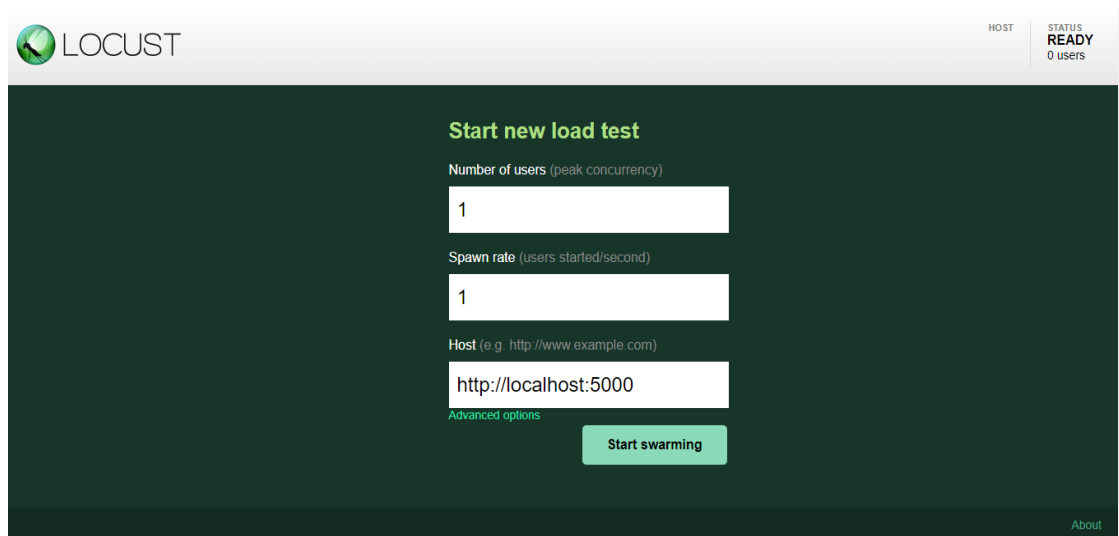 LOCUST
HOST
STATUS
READY
0 users
Start new load test
Number of users (peak concurrency)
1
Spawn rate (users started/second)
1
Host (e.g. http://www.example.com)
http://localhost:5000
Advanced options
Start swarming
About